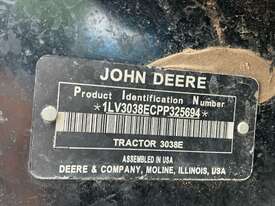 JOHN DEERE
Product Identification Number
*1LV3038ECPP325694*
TRACTOR 3038E
ASSEMBLED IN USA
DEERE & COMPANY, MOLINE, ILLINOIS, USA